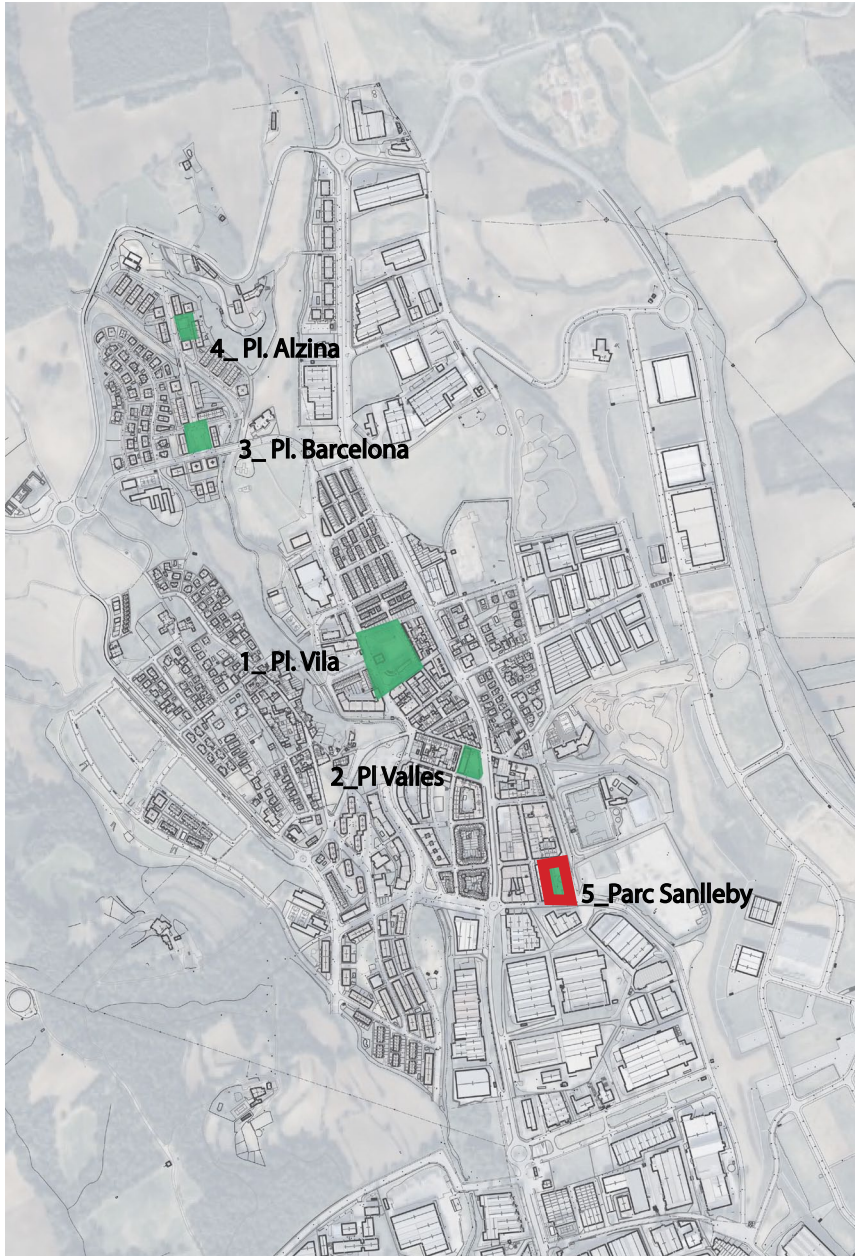 4_ Pl. Alzina
3_ Pl. Barcelona
1_ Pl. Vila
2_Pl Valles
5_Parc Sanlleby